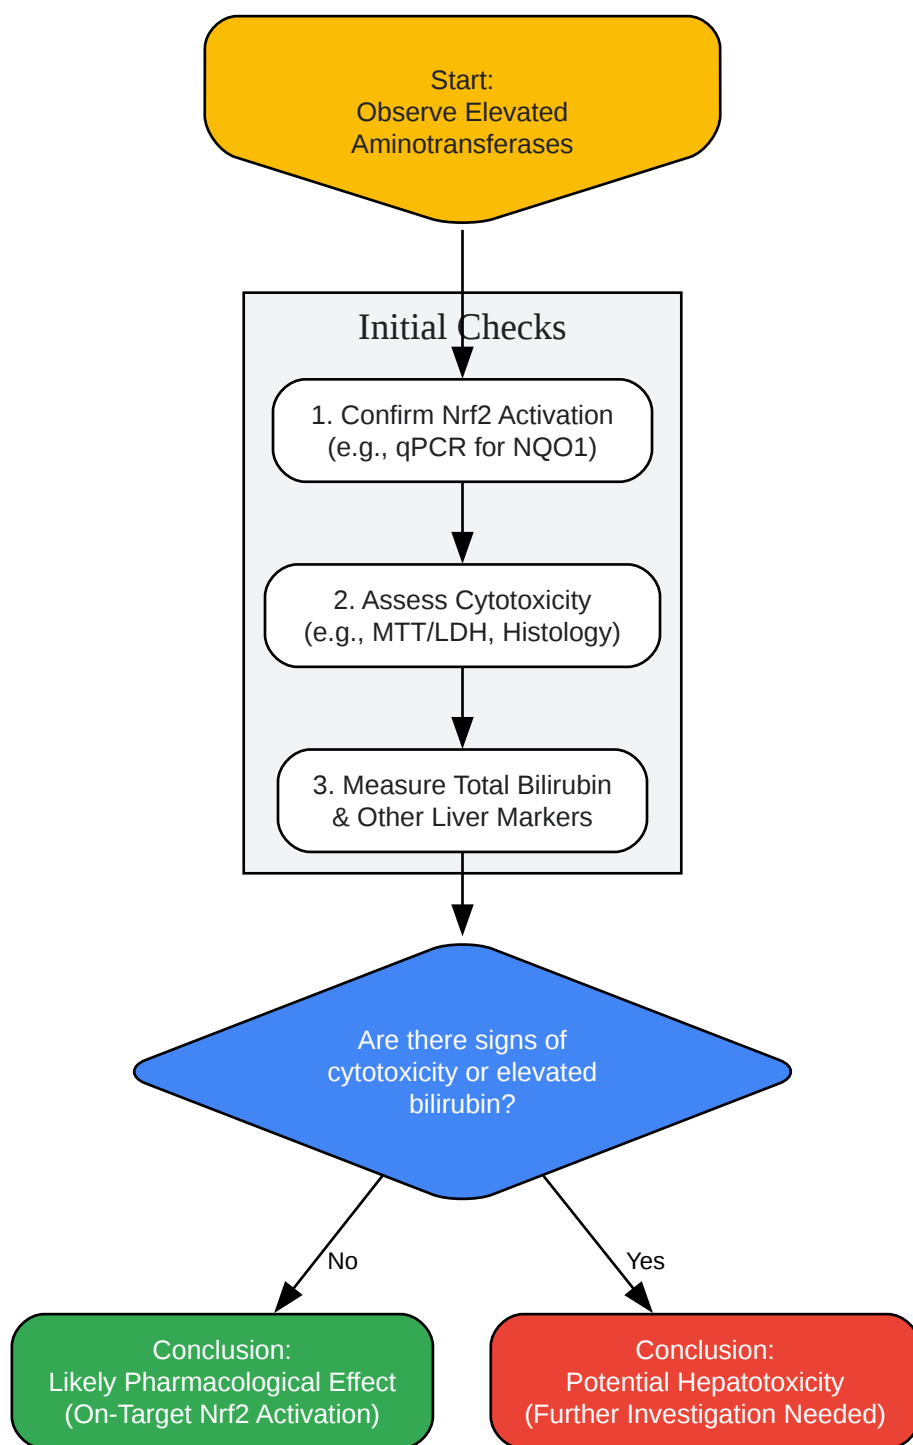 Start:
Observe Elevated
Aminotransferases
Initial Checks
1. Confirm Nrf2 Activation
(e.g., qPCR for NQO1)
2. Assess Cytotoxicity
(e.g., MTT/LDH, Histology)
3. Measure Total Bilirubin
& Other Liver Markers
Are there signs of
cytotoxicity or elevated
bilirubin?
No
Yes
Conclusion:
Likely Pharmacological Effect
(On-Target Nrf2 Activation)
Conclusion:
Potential Hepatotoxicity
(Further Investigation Needed)